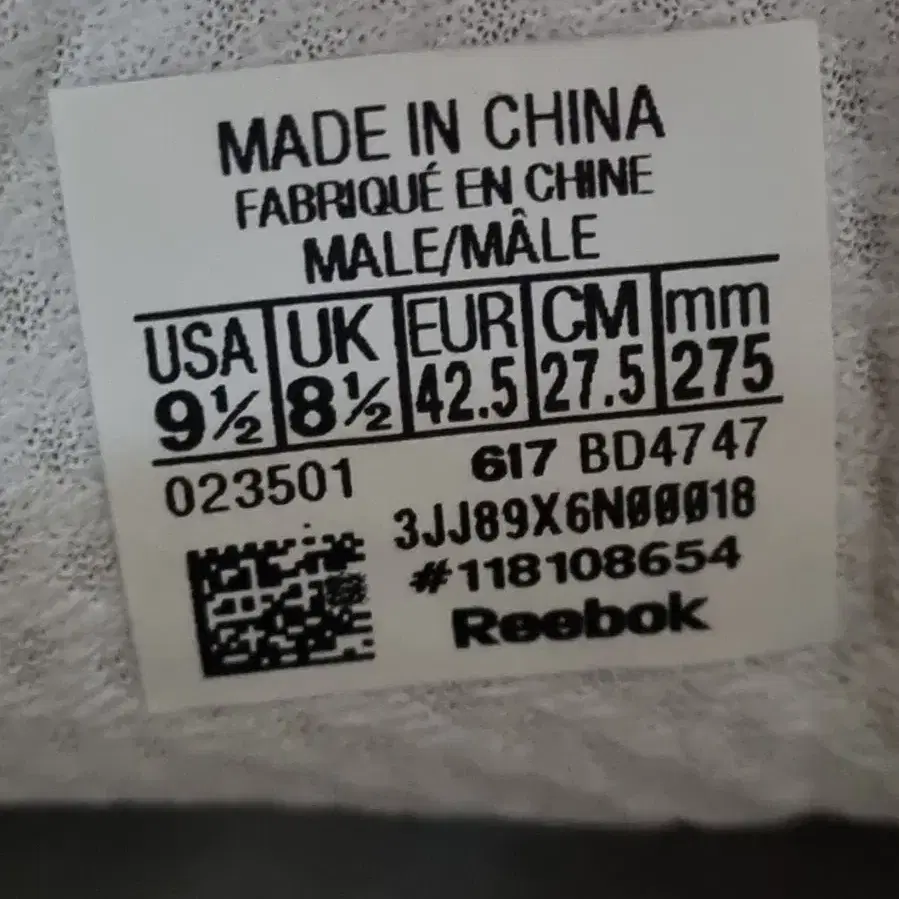 MADE IN CHINA
FABRIQUÉ EN CHINE
MALE/MÂLE
USA UK EUR CM mm
9½ 8½ 42.5 27.5 275
023501 617 BD4747
3JJ89X6N00018
#118108654
Reebok